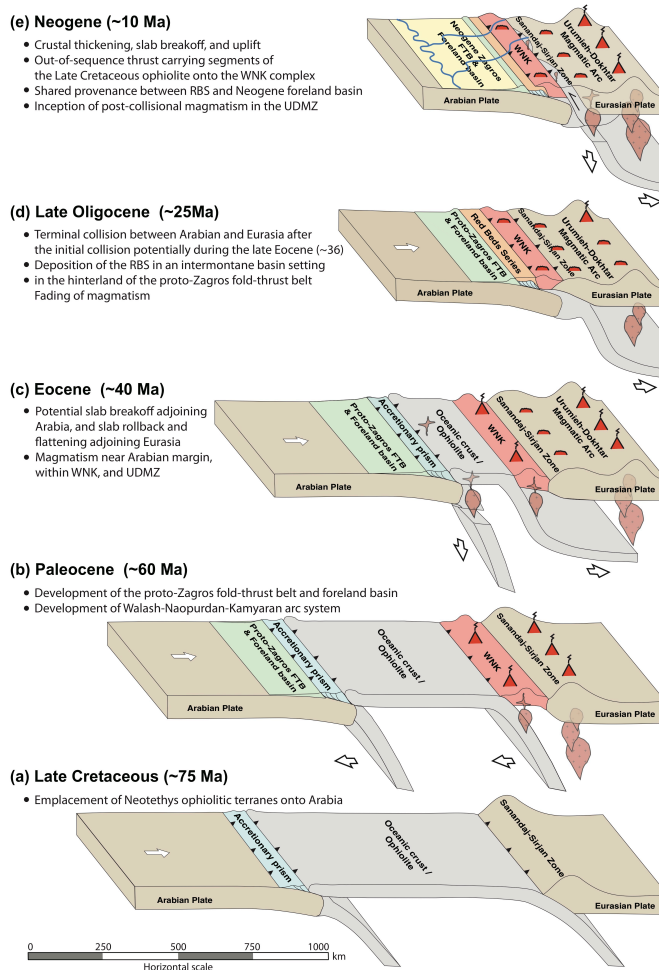 (e) Neogene (~10 Ma)
• Crustal thickening, slab breakoff, and uplift
• Out-of-sequence thrust carrying segments of
the Late Cretaceous ophiolite onto the WNK complex
• Shared provenance between RBS and Neogene foreland basin
• Inception of post-collisional magmatism in the UDMZ
Neogene Zagros
FTB &
Foreland basin
WNK
Sanandaj-Sirjan Zone
Urumieh-Dokhtar
Magmatic Arc
Arabian Plate
Eurasian Plate
(d) Late Oligocene (~25Ma)
• Terminal collision between Arabian and Eurasia after
the initial collision potentially during the late Eocene (~36)
• Deposition of the RBS in an intermontane basin setting
• in the hinterland of the proto-Zagros fold-thrust belt
Fading of magmatism
Proto-Zagros FTB
& Foreland basin
Red Beds Series
WNK
Sanandaj-Sirjan Zone
Urumieh-Dokhtar
Magmatic Arc
Arabian Plate
Eurasian Plate
(c) Eocene (~40 Ma)
• Potential slab breakoff adjoining
Arabia, and slab rollback and
flattening adjoining Eurasia
• Magmatism near Arabian margin,
within WNK, and UDMZ
Proto-Zagros FTB
& Foreland basin
Accretionary prism
Oceanic crust /
Ophiolite
WNK
Sanandaj-Sirjan Zone
Urumieh-Dokhtar
Magmatic Arc
Arabian Plate
Eurasian Plate
(b) Paleocene (~60 Ma)
• Development of the proto-Zagros fold-thrust belt and foreland basin
• Development of Walash-Naopurdan-Kamyaran arc system
Proto-Zagros FTB
& Foreland basin
Accretionary prism
Oceanic crust /
Ophiolite
WNK
Sanandaj-Sirjan Zone
Arabian Plate
Eurasian Plate
(a) Late Cretaceous (~75 Ma)
• Emplacement of Neotethys ophiolitic terranes onto Arabia
Accretionary prism
Oceanic crust /
Ophiolite
Sanandaj-Sirjan Zone
Arabian Plate
Eurasian Plate
0 250 500 750 1000
km
Horizontal scale